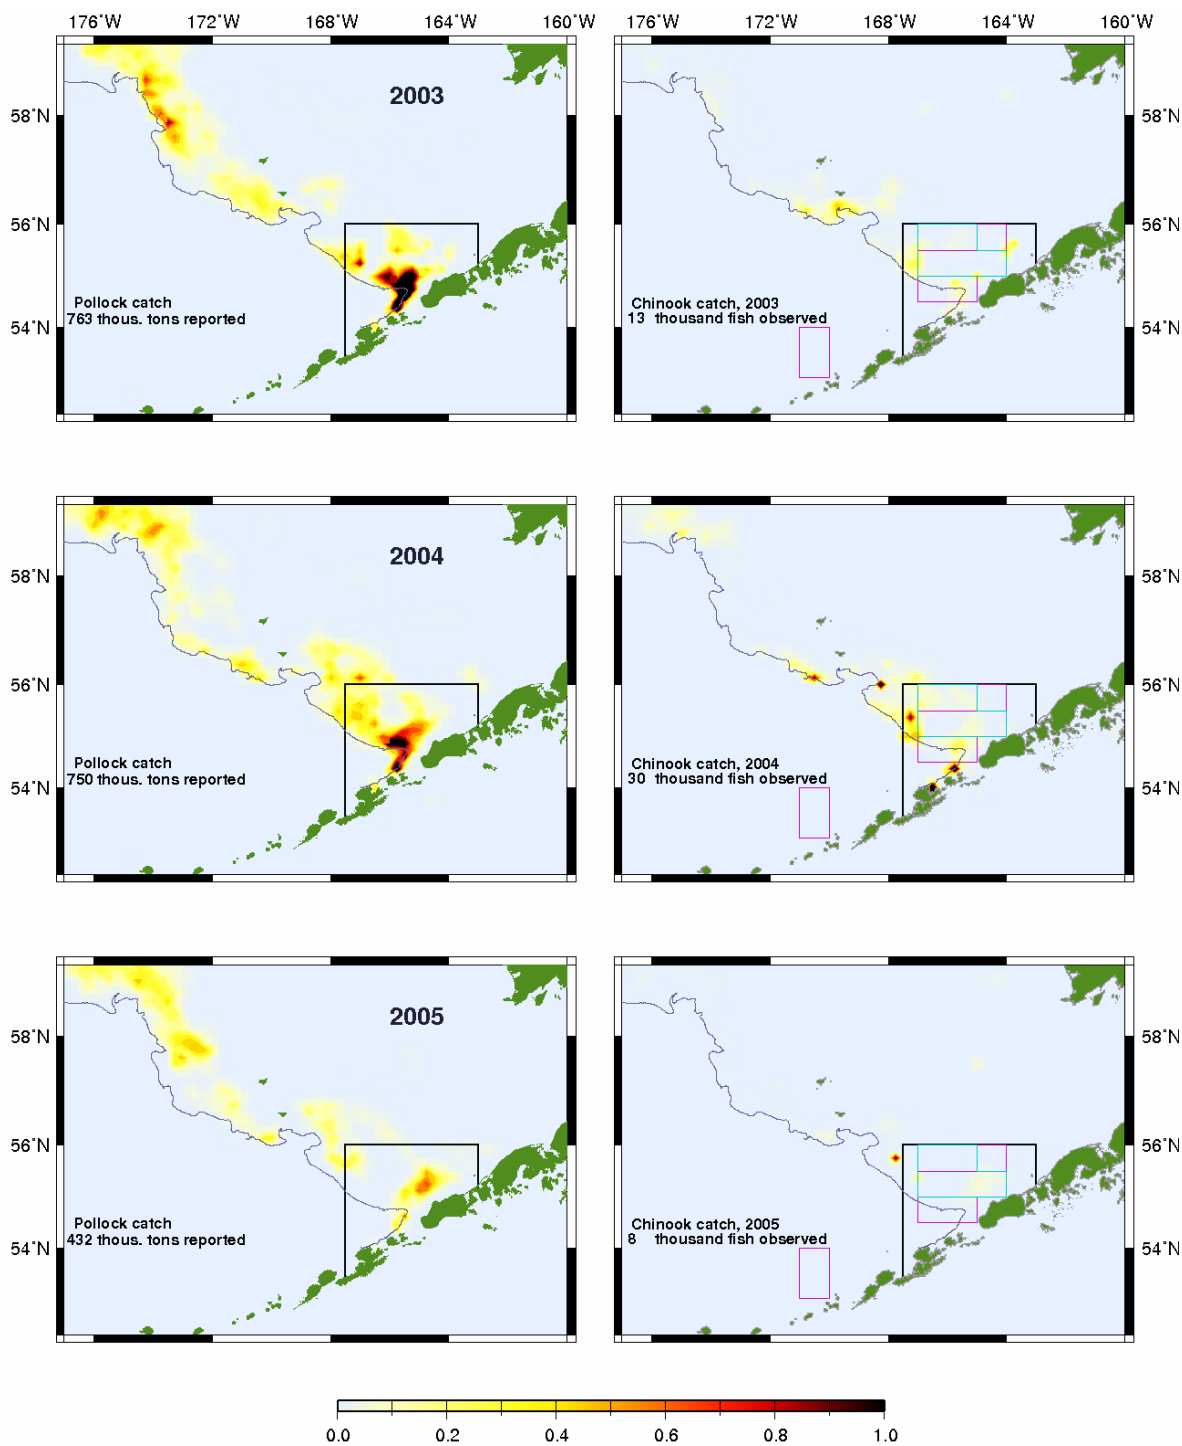 176°W 172°W 168°W 164°W 160°W 176°W 172°W 168°W 164°W 160°W
58°N 2003 58°N
56°N 56°N
Pollock catch Chinook catch, 2003
763 thous. tons reported 13 thousand fish observed
54°N 54°N
58°N 2004 58°N
56°N 56°N
Pollock catch Chinook catch, 2004
750 thous. tons reported 30 thousand fish observed
54°N 54°N
2005
58°N 58°N
56°N 56°N
Pollock catch Chinook catch, 2005
432 thous. tons reported 8 thousand fish observed
54°N 54°N
0.0 0.2 0.4 0.6 0.8 1.0